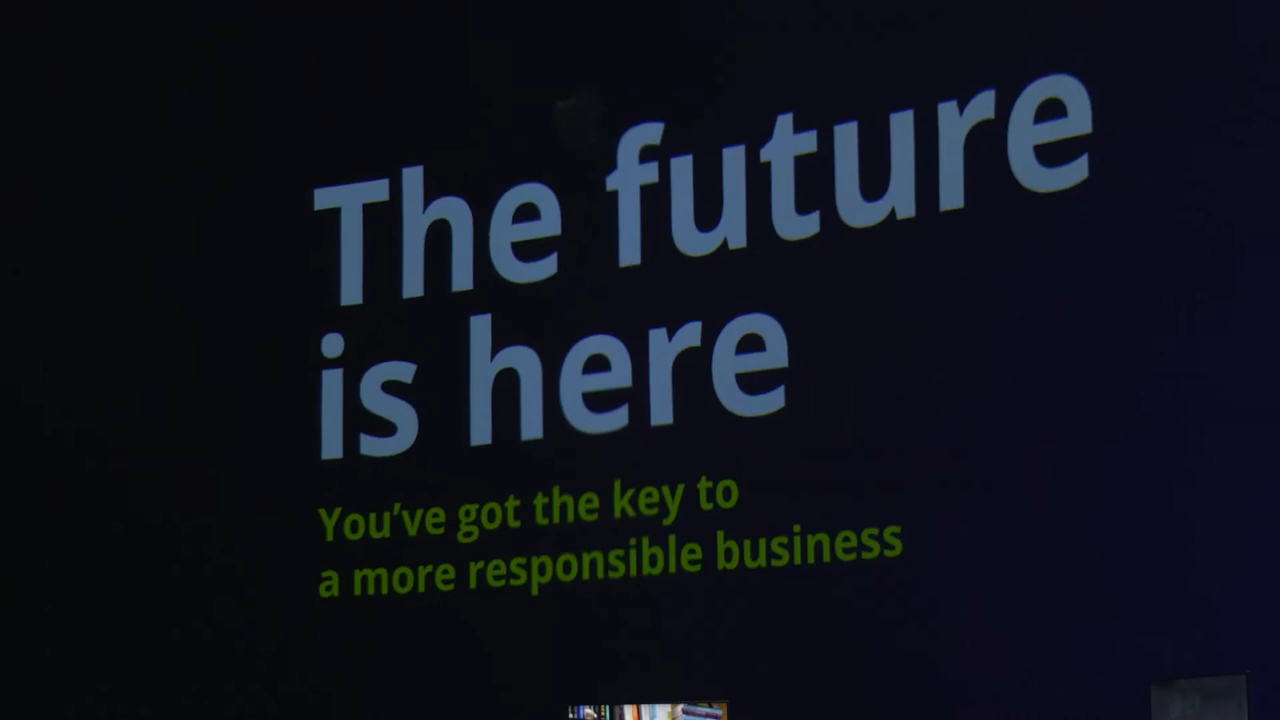 The future
is here
You've got the key to
a more responsible business